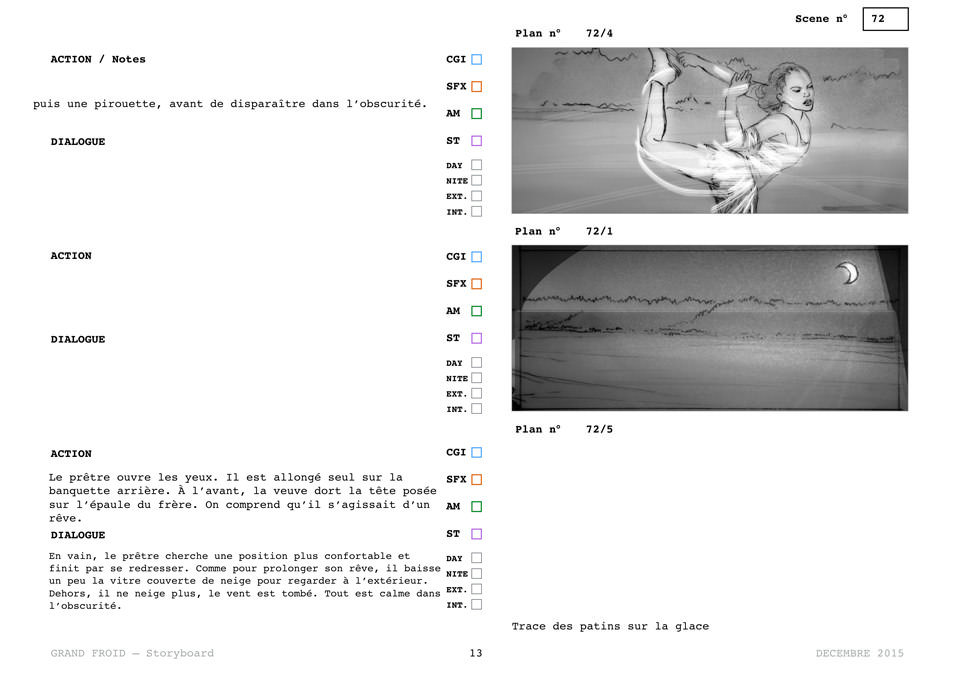 Scene nº 72
Plan nº 72/4
ACTION / Notes
CGI
SFX
puis une pirouette, avant de disparaître dans l’obscurité.
AM
DIALOGUE
ST
DAY
NITE
EXT.
INT.
Plan nº 72/1
ACTION
CGI
SFX
AM
DIALOGUE
ST
DAY
NITE
EXT.
INT.
Plan nº 72/5
ACTION
CGI
Le prêtre ouvre les yeux. Il est allongé seul sur la
banquette arrière. À l’avant, la veuve dort la tête posée
sur l’épaule du frère. On comprend qu’il s’agissait d’un
rêve.
SFX
AM
DIALOGUE
ST
En vain, le prêtre cherche une position plus confortable et
finit par se redresser. Comme pour prolonger son rêve, il baisse
un peu la vitre couverte de neige pour regarder à l’extérieur.
Dehors, il ne neige plus, le vent est tombé. Tout est calme dans
l’obscurité.
DAY
NITE
EXT.
INT.
Trace des patins sur la glace
GRAND FROID – Storyboard
13
DECEMBRE 2015